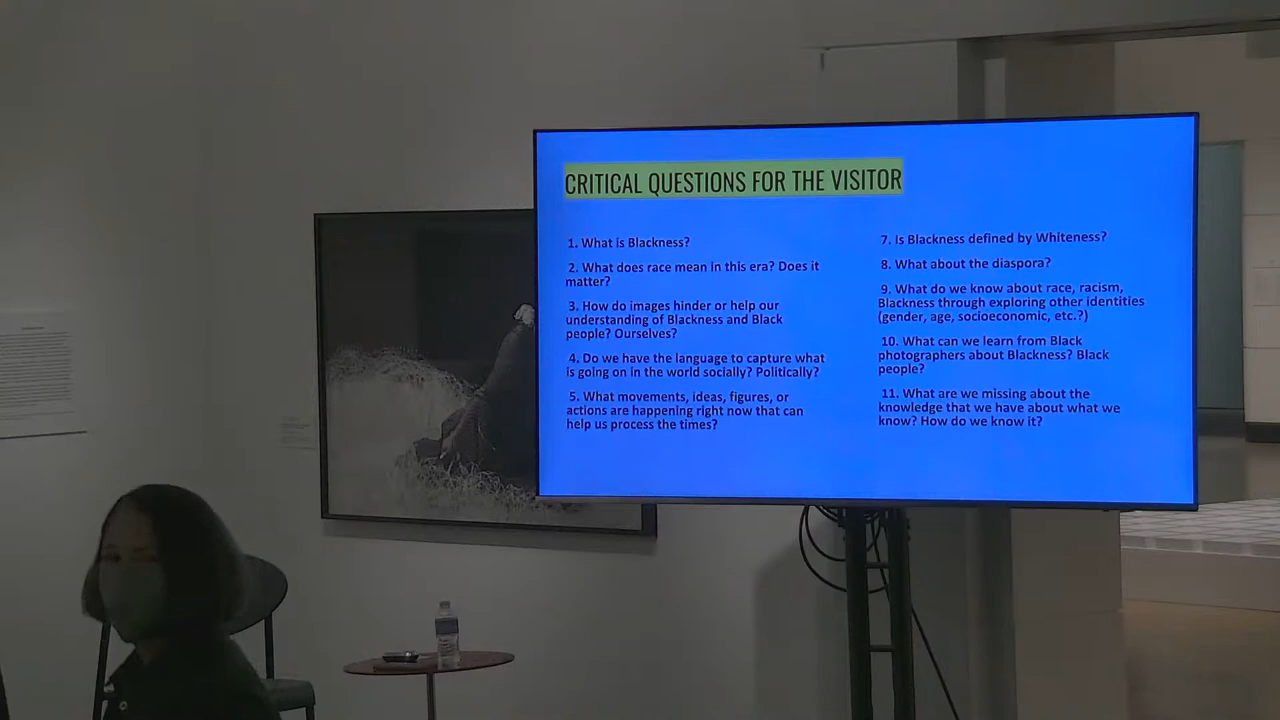 CRITICAL QUESTIONS FOR THE VISITOR
1. What is Blackness?
2. What does race mean in this era? Does it
matter?
3. How do images hinder or help our
understanding of Blackness and Black
people? Ourselves?
4. Do we have the language to capture what
is going on in the world socially? Politically?
5. What movements, ideas, figures, or
actions are happening right now that can
help us process the times?
7. Is Blackness defined by Whiteness?
8. What about the diaspora?
9. What do we know about race, racism,
Blackness through exploring other identities
(gender, age, socioeconomic, etc.?)
10. What can we learn from Black
photographers about Blackness? Black
people?
11. What are we missing about the
knowledge that we have about what we
know? How do we know it?